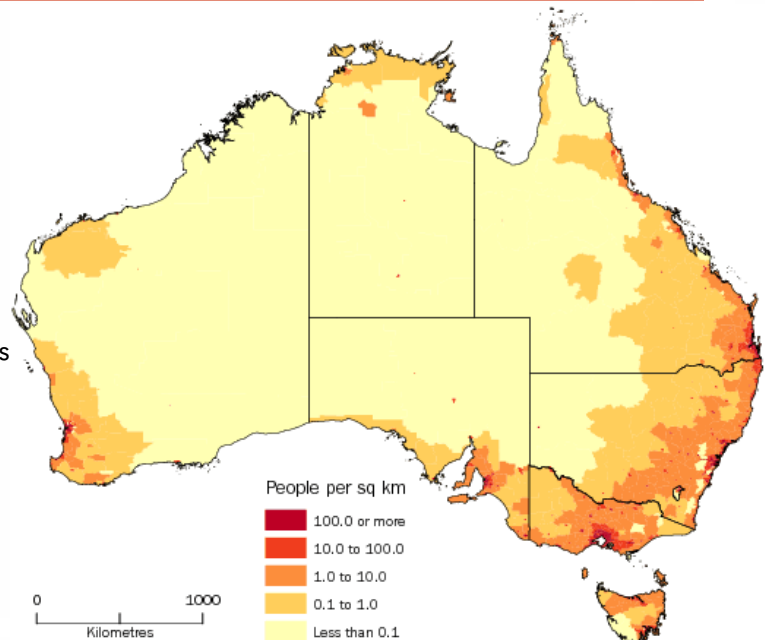 s
People per sq km
100.0 or more
10.0 to 100.0
1.0 to 10.0
0.1 to 1.0
Less than 0.1
0 1000
Kilometres